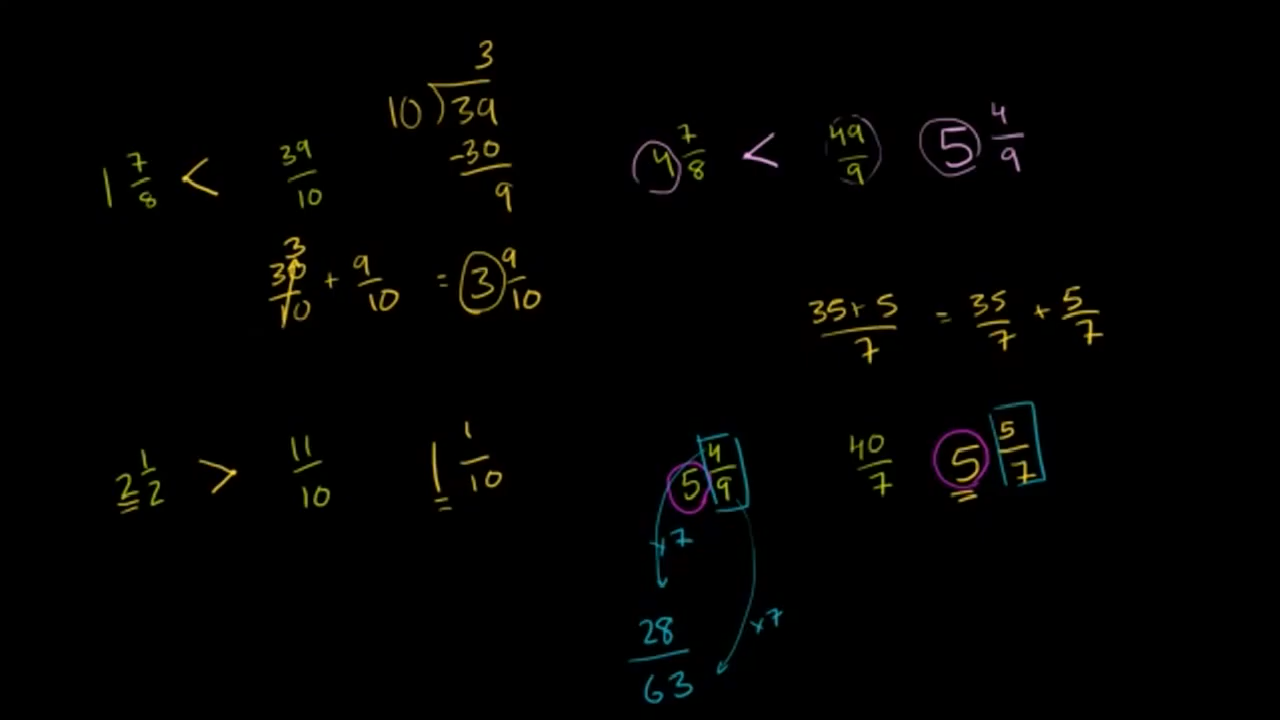 3
10)39
-30
9
1 7/8 < 39/10
30/10 3 + 9/10 = 3 9/10
4 7/8 < 49/9 5 4/9
35+5/7 = 35/7 + 5/7
2 1/2 > 11/10 1 1/10
5 4/9 40/7 5 5/7
x7
x7
28/63